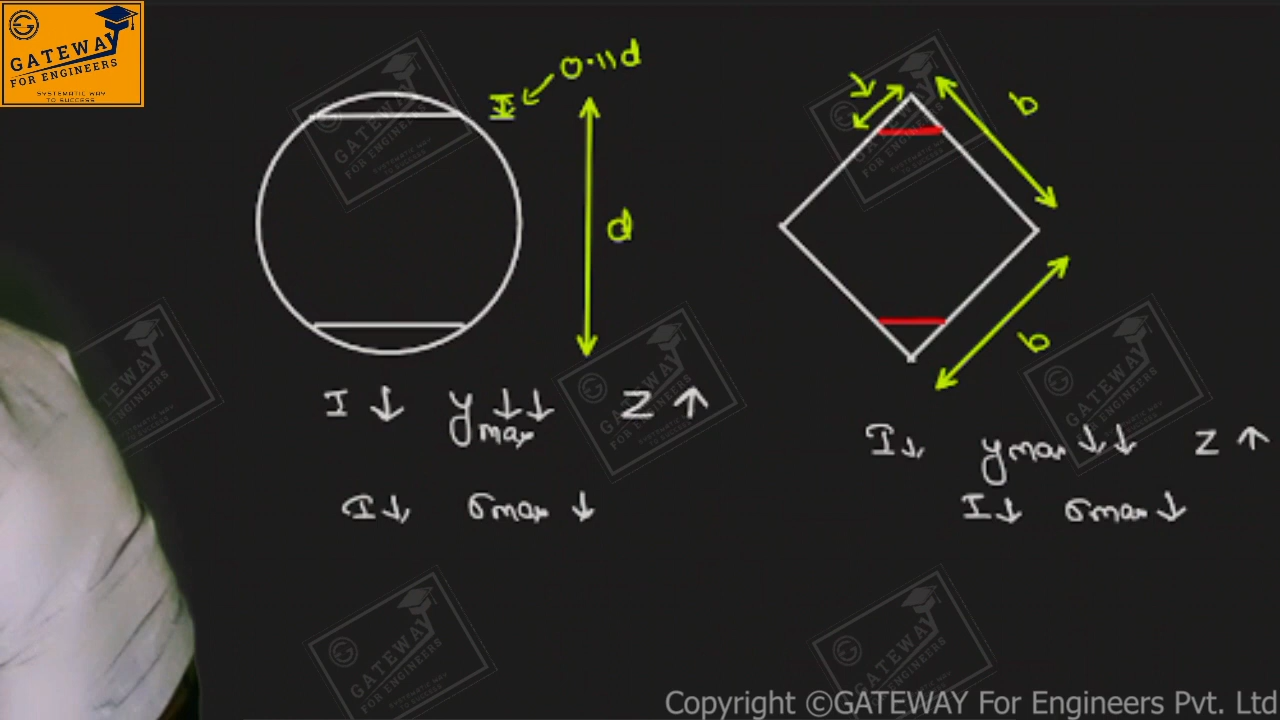 GATEWAY
FOR ENGINEERS
SYSTEMATIC WAY
TO SUCCESS
0.11d
d
b
b
I ↓ y max ↓↓ Z ↑
I ↓ σmax ↓
I ↓ ymax ↓↓ Z ↑
I ↓ σmax ↓
Copyright ©GATEWAY For Engineers Pvt. Ltd